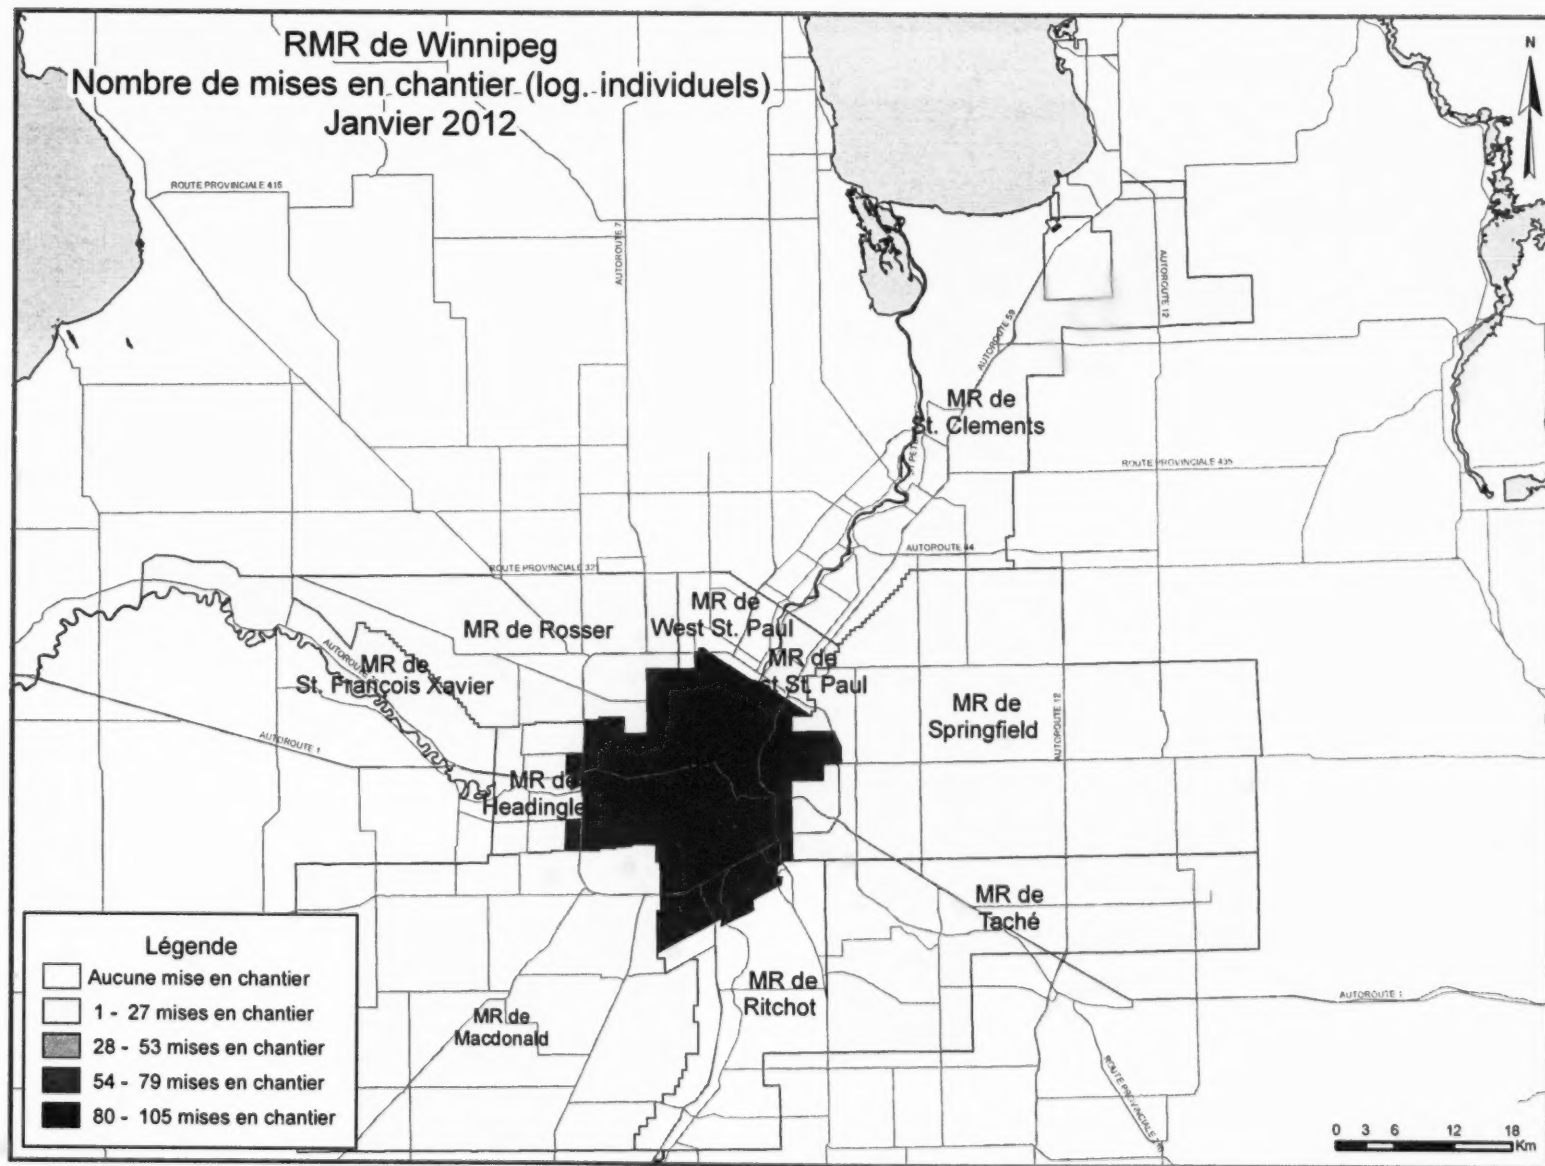 RMR de Winnipeg
Nombre de mises en chantier (log. individuels)
Janvier 2012
N
ROUTE PROVINCIALE 415
AUTOROUTE 7
AUTOROUTE 12
AUTOROUTE 59
MR de
St. Clements
ROUTE PROVINCIALE 435
AUTOROUTE 44
ROUTE PROVINCIALE 321
MR de
West St. Paul
MR de Rosser
MR de
St. François Xavier
MR de
st St. Paul
MR de
Springfield
AUTOROUTE 12
AUTOROUTE 1
MR de
Headingle
MR de
Taché
MR de
Ritchot
AUTOROUTE 1
MR de
Macdonald
ROUTE PROVINCIALE
Légende
Aucune mise en chantier
1 - 27 mises en chantier
28 - 53 mises en chantier
54 - 79 mises en chantier
80 - 105 mises en chantier
0 3 6 12 18
Km